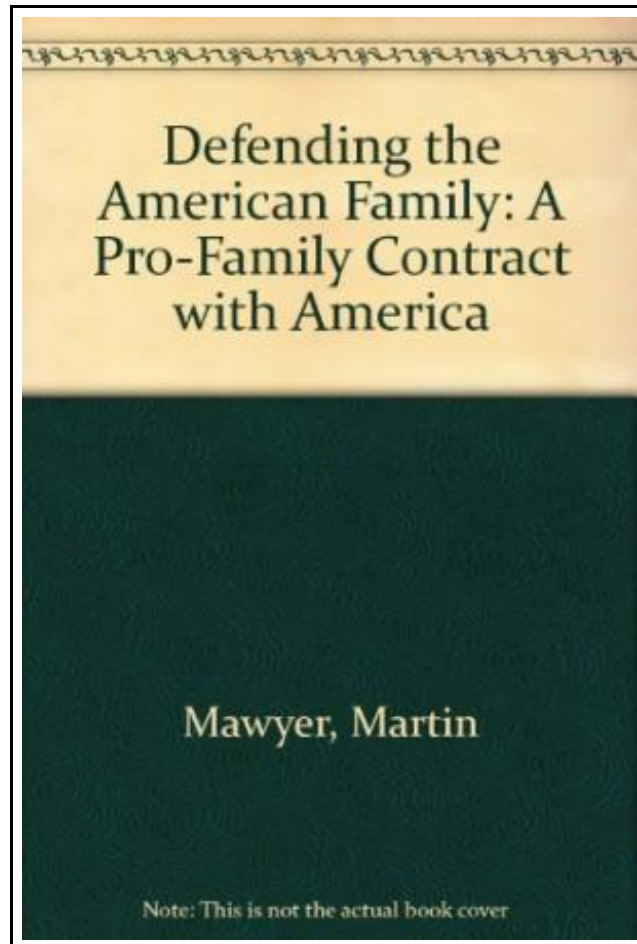 Defending the
American Family: A
Pro-Family Contract
with America
Mawyer, Martin
Note: This is not the actual book cover